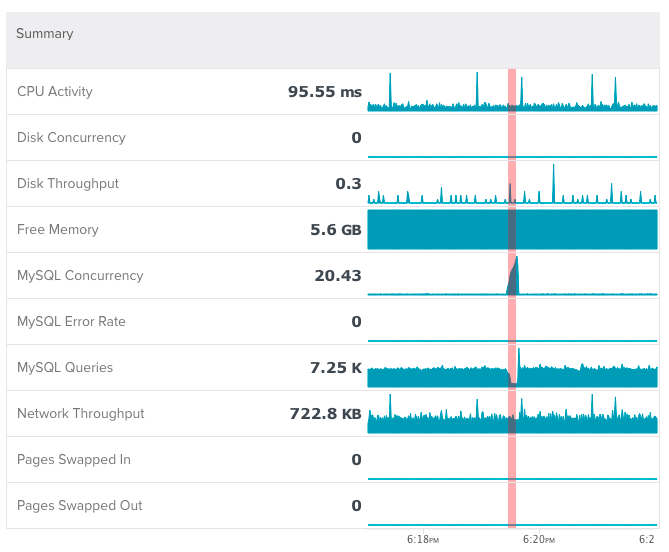 Summary
CPU Activity 95.55 ms
Disk Concurrency 0
Disk Throughput 0.3
Free Memory 5.6 GB
MySQL Concurrency 20.43
MySQL Error Rate 0
MySQL Queries 7.25 K
Network Throughput 722.8 KB
Pages Swapped In 0
Pages Swapped Out 0
6:18PM 6:20PM 6:2